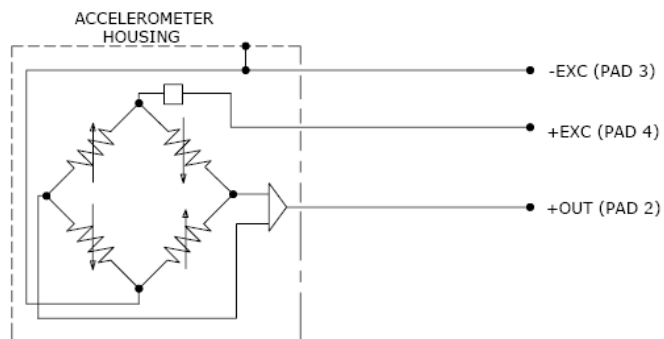 ACCELEROMETER
HOUSING
-EXC (PAD 3)
+EXC (PAD 4)
+OUT (PAD 2)